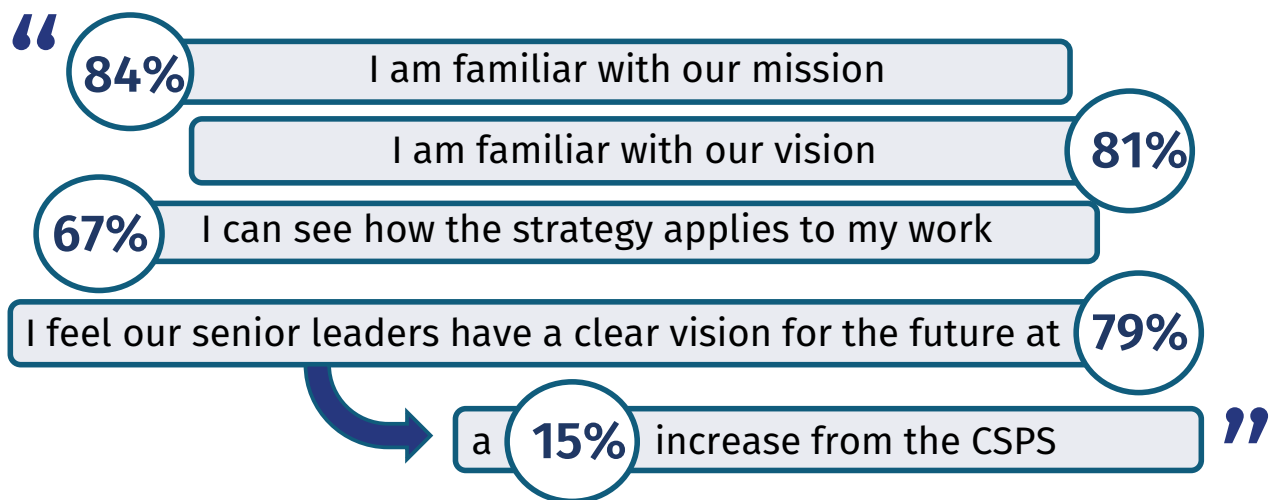 “
84% I am familiar with our mission
I am familiar with our vision 81%
67% I can see how the strategy applies to my work
I feel our senior leaders have a clear vision for the future at 79%
a 15% increase from the CSPS ”